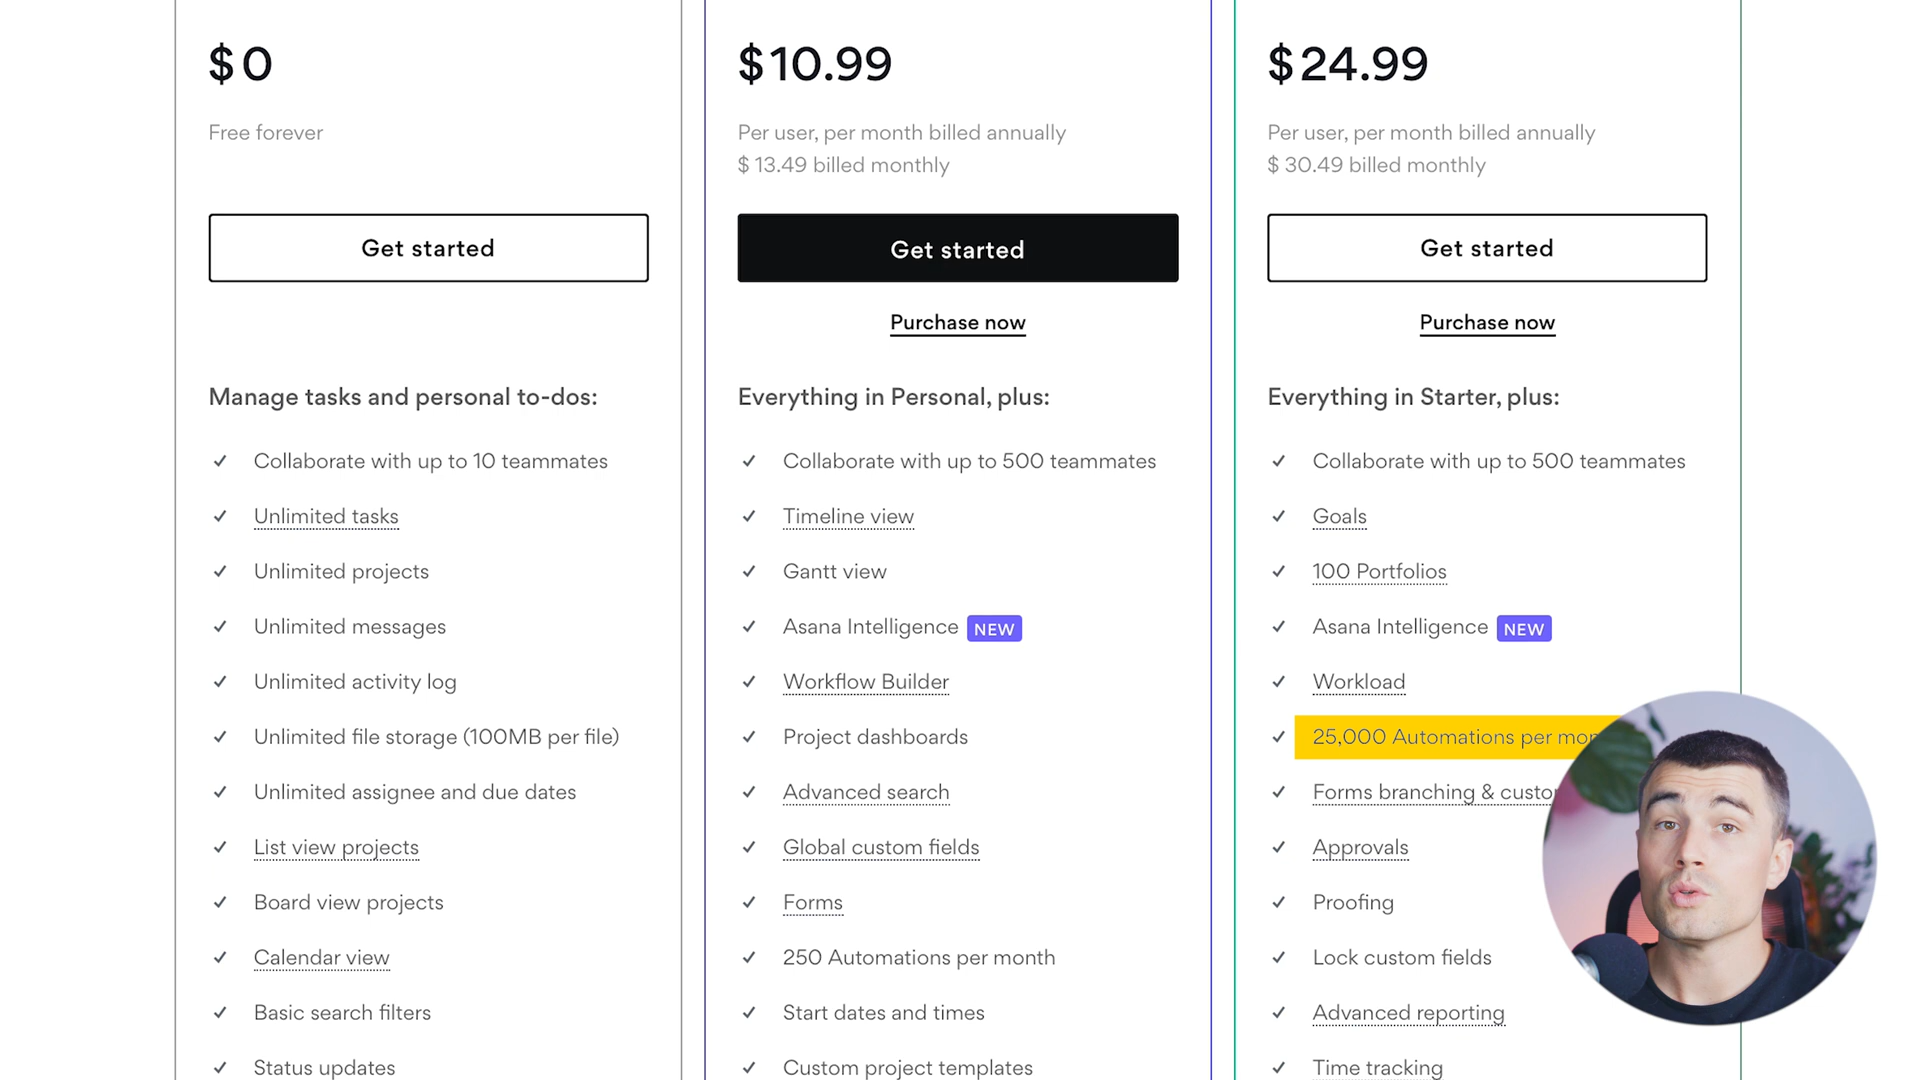 $0
Free forever
Get started
Manage tasks and personal to-dos:
Collaborate with up to 10 teammates
Unlimited tasks
Unlimited projects
Unlimited messages
Unlimited activity log
Unlimited file storage (100MB per file)
Unlimited assignee and due dates
List view projects
Board view projects
Calendar view
Basic search filters
Status updates
$10.99
Per user, per month billed annually
$ 13.49 billed monthly
Get started
Purchase now
Everything in Personal, plus:
Collaborate with up to 500 teammates
Timeline view
Gantt view
Asana Intelligence NEW
Workflow Builder
Project dashboards
Advanced search
Global custom fields
Forms
250 Automations per month
Start dates and times
Custom project templates
$24.99
Per user, per month billed annually
$ 30.49 billed monthly
Get started
Purchase now
Everything in Starter, plus:
Collaborate with up to 500 teammates
Goals
100 Portfolios
Asana Intelligence NEW
Workload
25,000 Automations per
Forms branching &
Approvals
Proofing
Lock custom fields
Advanced reporting
Time tracking